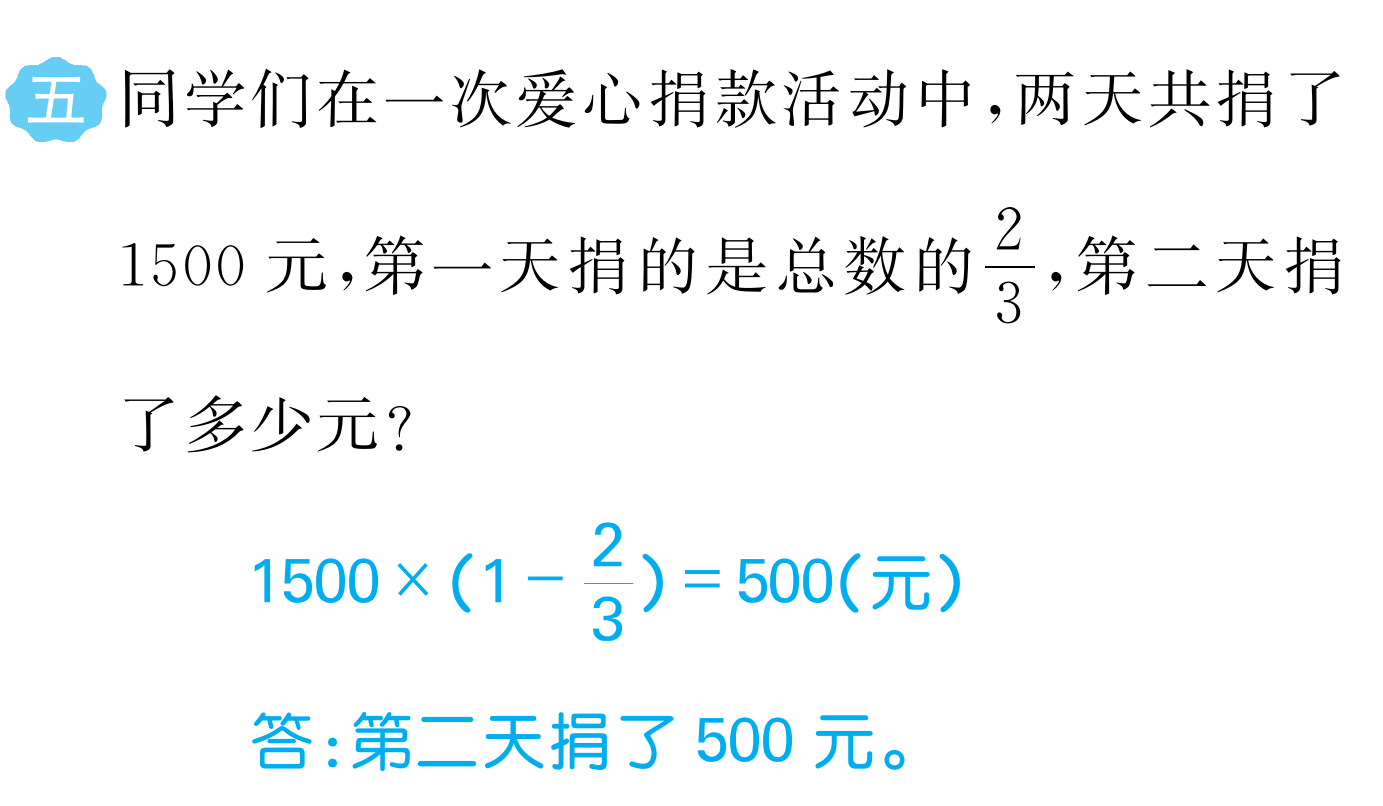 五 同学们在一次爱心捐款活动中,两天共捐了
1500 元,第一天捐的是总数的 2/3 ,第二天捐
了多少元?
1500×(1-2/3)=500(元)
答:第二天捐了 500 元。